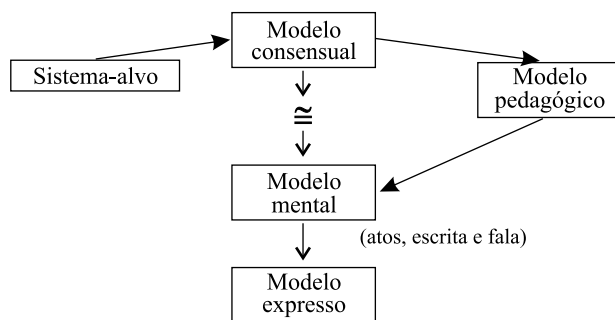 Modelo
consensual
Sistema-alvo
Modelo
pedagógico
≅
Modelo
mental
(atos, escrita e fala)
Modelo
expresso